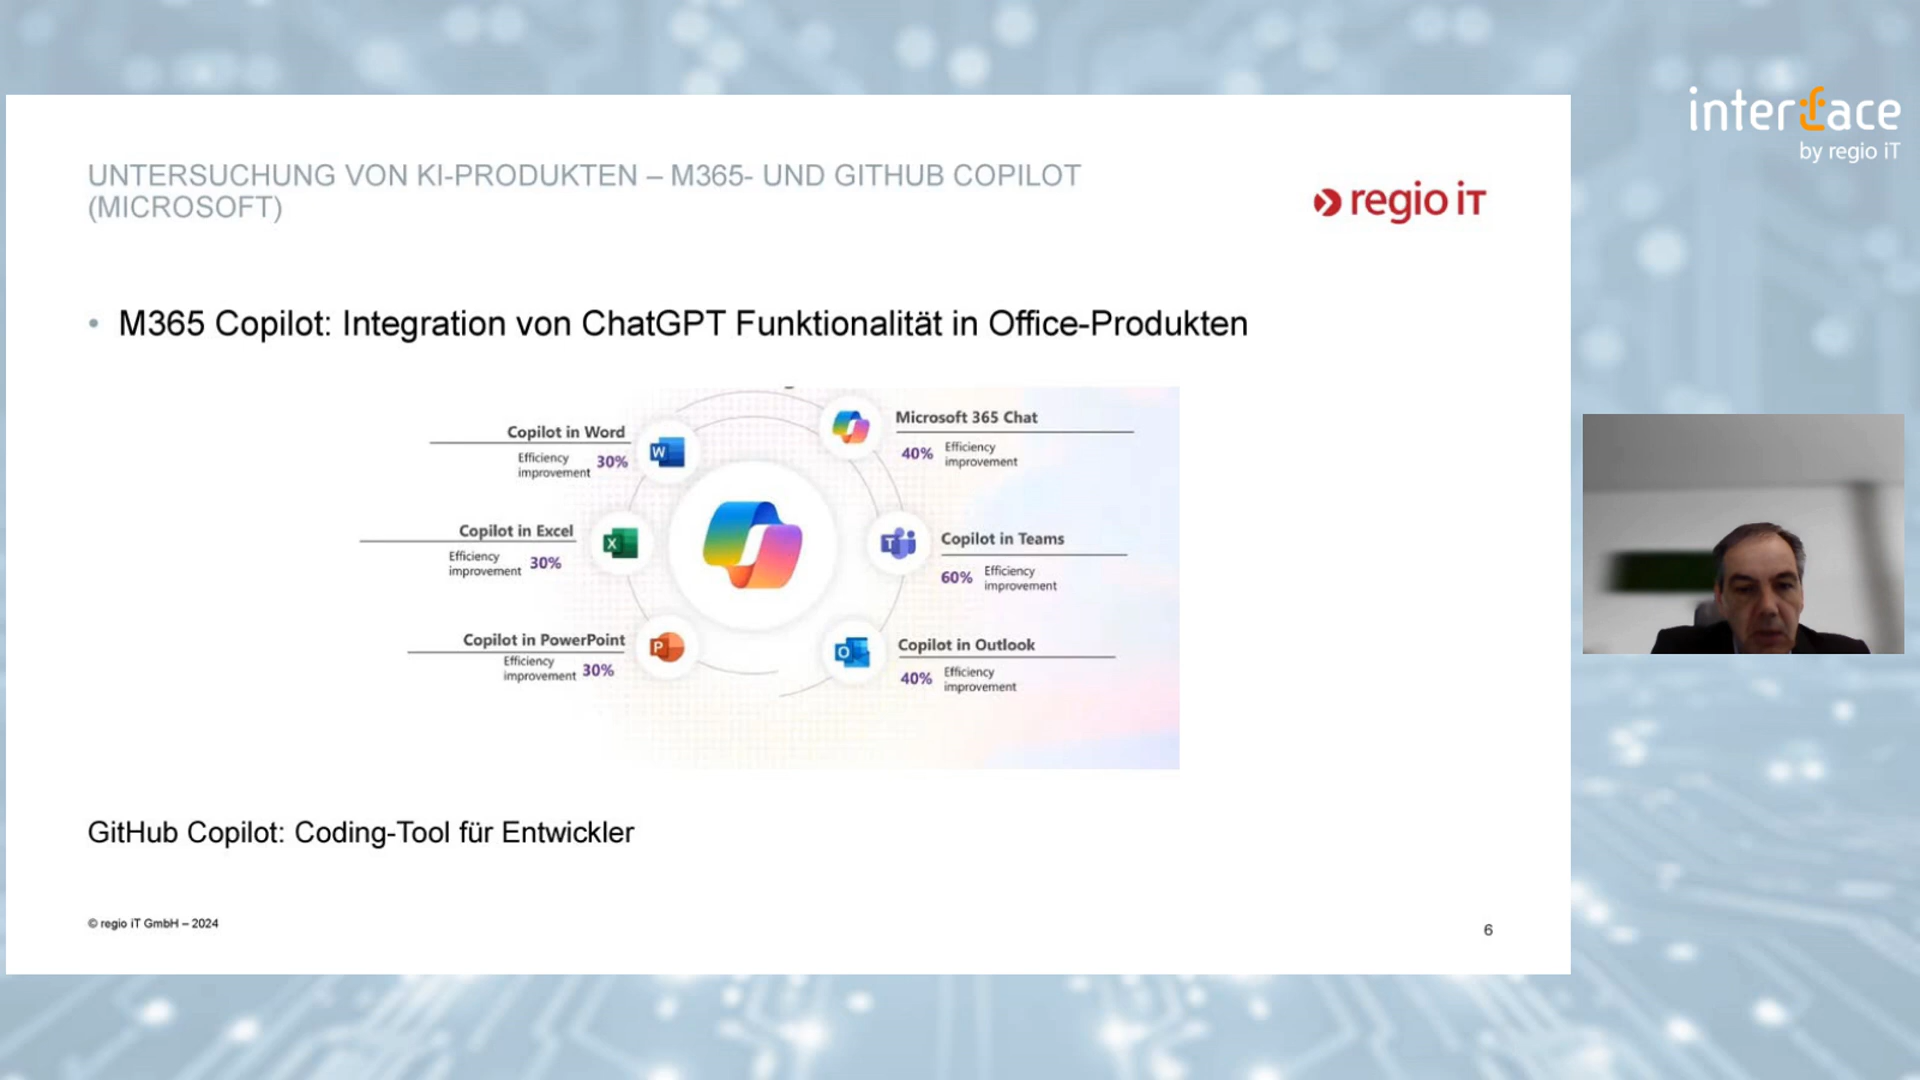 interface
by regio iT
UNTERSUCHUNG VON KI-PRODUKTEN – M365- UND GITHUB COPILOT
(MICROSOFT)
regio iT
• M365 Copilot: Integration von ChatGPT Funktionalität in Office-Produkten
Copilot in Word
Efficiency
improvement 30%
Copilot in Excel
Efficiency
improvement 30%
Copilot in PowerPoint
Efficiency
improvement 30%
Microsoft 365 Chat
40% Efficiency
improvement
Copilot in Teams
60% Efficiency
improvement
Copilot in Outlook
40% Efficiency
improvement
W
X
P
T
O
GitHub Copilot: Coding-Tool für Entwickler
© regio iT GmbH – 2024
6